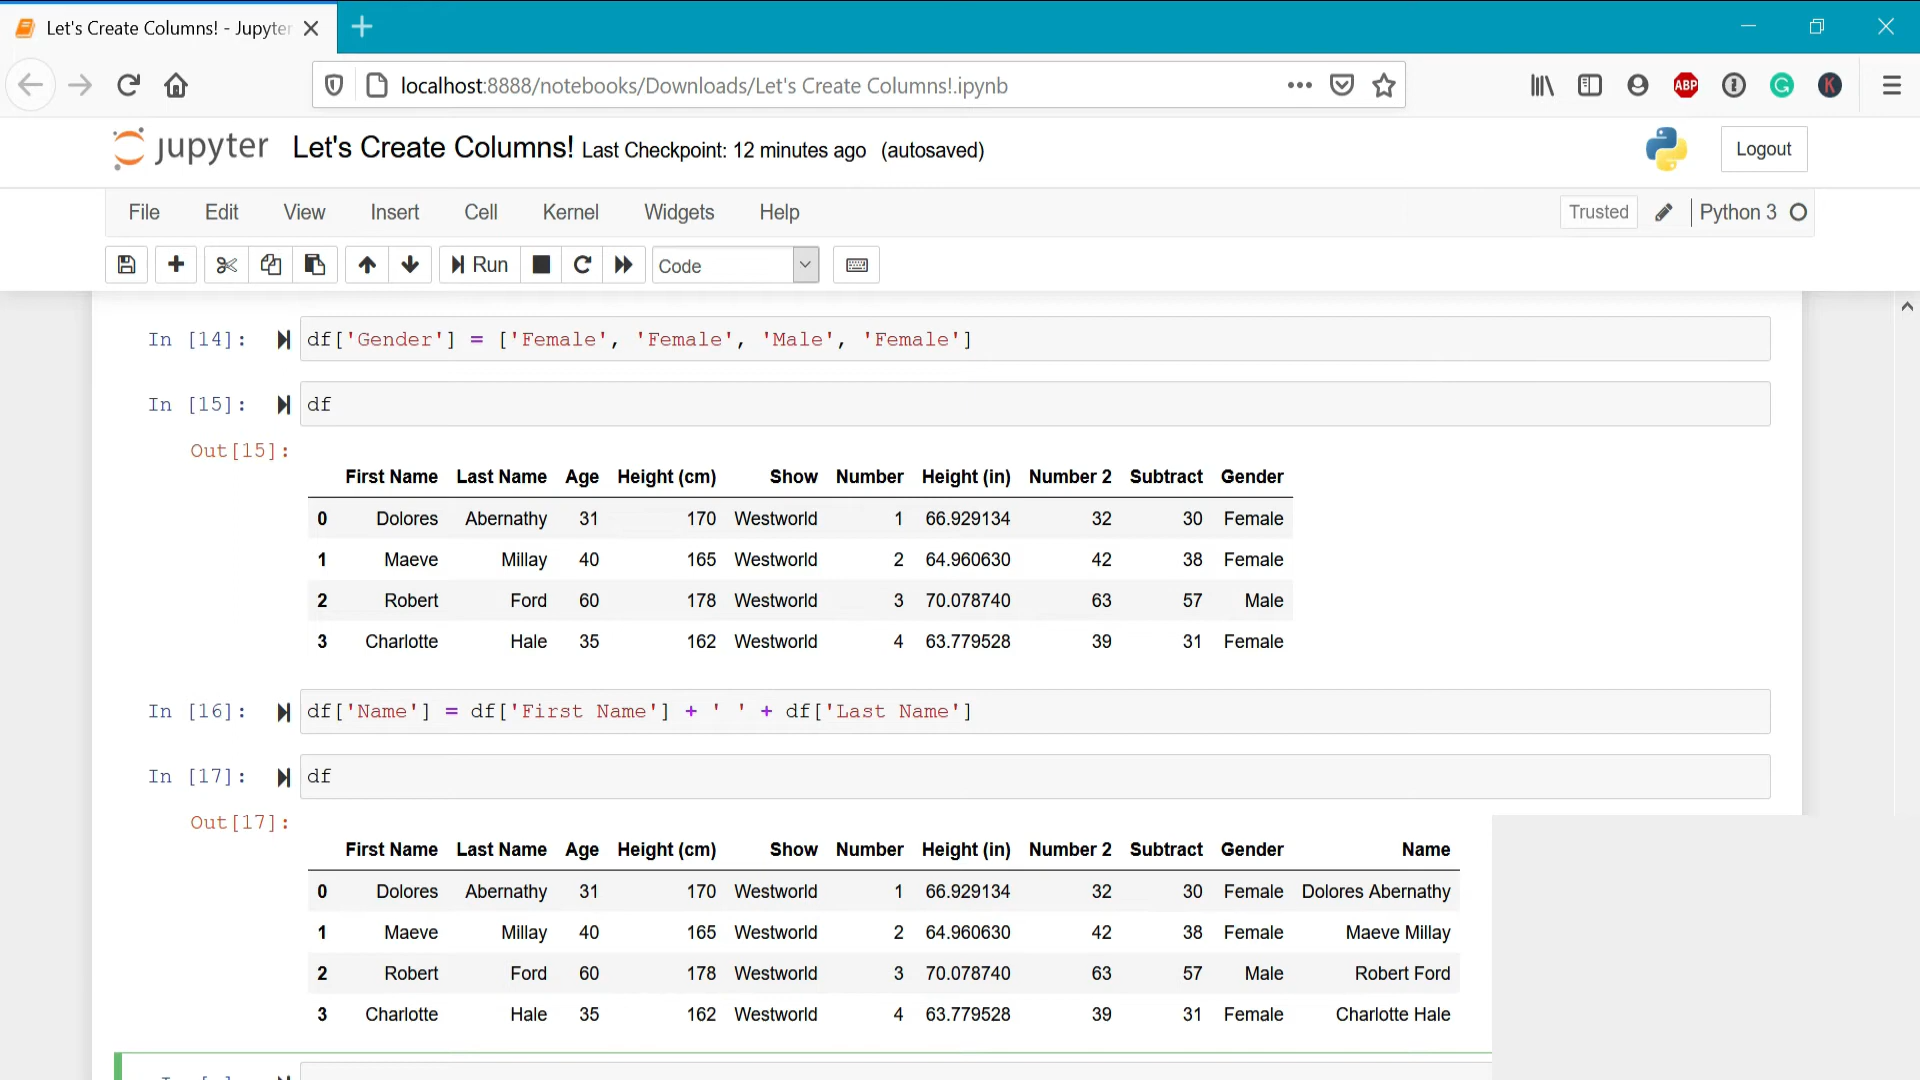 Let's Create Columns! - Jupyter
localhost:8888/notebooks/Downloads/Let's Create Columns!.ipynb
ABP
G
K
jupyter Let's Create Columns! Last Checkpoint: 12 minutes ago (autosaved)
Logout
File Edit View Insert Cell Kernel Widgets Help
Trusted Python 3
Run Code
In [14]: df['Gender'] = ['Female', 'Female', 'Male', 'Female']
In [15]: df
Out[15]:
First Name Last Name Age Height (cm) Show Number Height (in) Number 2 Subtract Gender
0 Dolores Abernathy 31 170 Westworld 1 66.929134 32 30 Female
1 Maeve Millay 40 165 Westworld 2 64.960630 42 38 Female
2 Robert Ford 60 178 Westworld 3 70.078740 63 57 Male
3 Charlotte Hale 35 162 Westworld 4 63.779528 39 31 Female
In [16]: df['Name'] = df['First Name'] + ' ' + df['Last Name']
In [17]: df
Out[17]:
First Name Last Name Age Height (cm) Show Number Height (in) Number 2 Subtract Gender Name
0 Dolores Abernathy 31 170 Westworld 1 66.929134 32 30 Female Dolores Abernathy
1 Maeve Millay 40 165 Westworld 2 64.960630 42 38 Female Maeve Millay
2 Robert Ford 60 178 Westworld 3 70.078740 63 57 Male Robert Ford
3 Charlotte Hale 35 162 Westworld 4 63.779528 39 31 Female Charlotte Hale